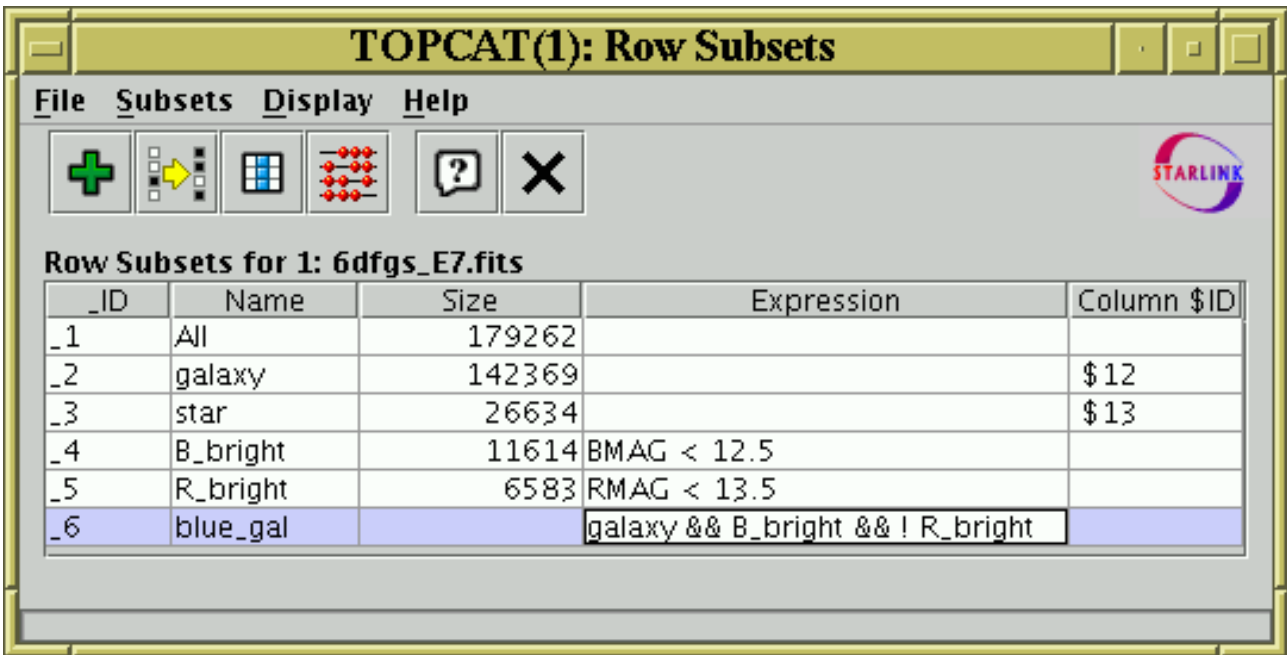 TOPCAT(1): Row Subsets
File Subsets Display Help
?
STARLINK
Row Subsets for 1: 6dfgs_E7.fits
_ID Name Size Expression Column $ID
_1 All 179262
_2 galaxy 142369 $12
_3 star 26634 $13
_4 B_bright 11614 BMAG < 12.5
_5 R_bright 6583 RMAG < 13.5
_6 blue_gal galaxy && B_bright && ! R_bright